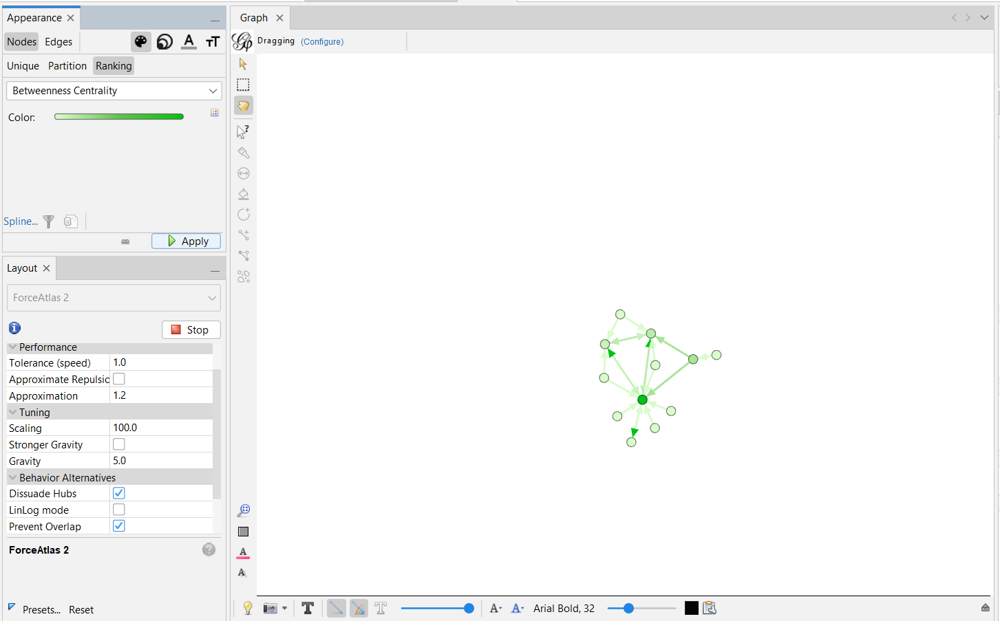 Appearance
Nodes Edges A TT
Unique Partition Ranking
Betweenness Centrality
Color:
Spline...
Apply
Layout
ForceAtlas 2
Stop
Performance
Tolerance (speed) 1.0
Approximate Repulsio
Approximation 1.2
Tuning
Scaling 100.0
Stronger Gravity
Gravity 5.0
Behavior Alternatives
Dissuade Hubs
LinLog mode
Prevent Overlap
ForceAtlas 2
Presets... Reset
Graph
Dragging (Configure)
A
A
T T A A Arial Bold, 32